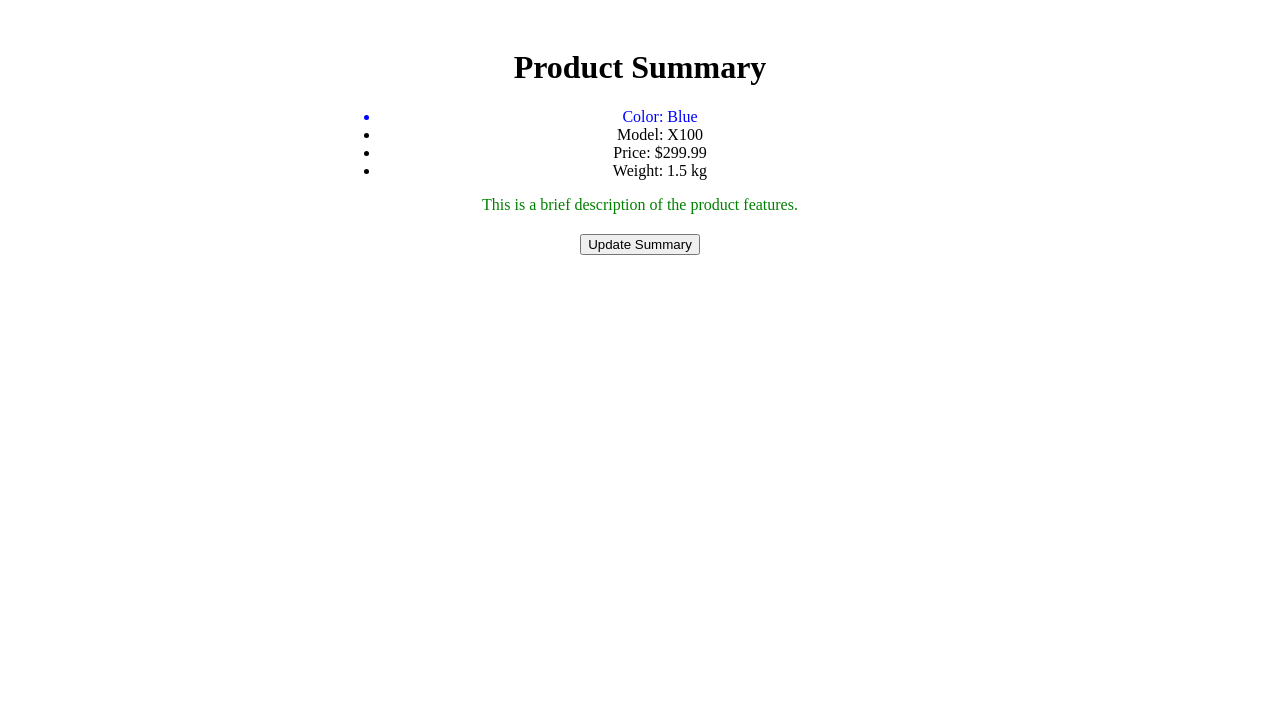 Product Summary
Color: Blue
Model: X100
Price: $299.99
Weight: 1.5 kg
This is a brief description of the product features.
Update Summary